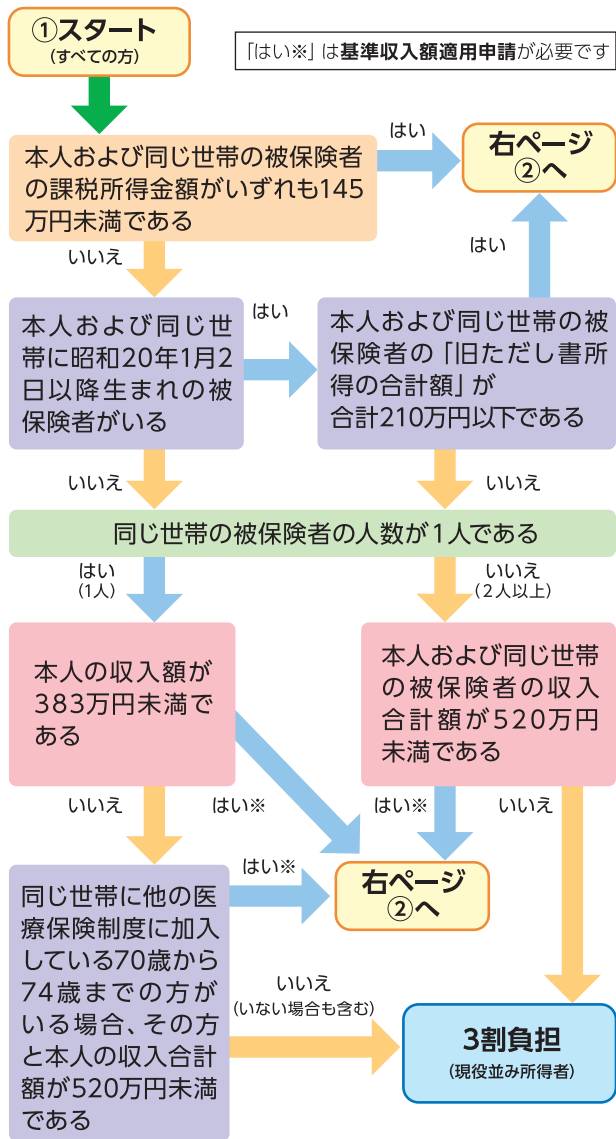 ①スタート
(すべての方)
「はい※」は基準収入額適用申請が必要です
本人および同じ世帯の被保険者
の課税所得金額がいずれも145
万円未満である
はい
右ページ
②へ
いいえ
はい
本人および同じ世
帯に昭和20年1月2
日以降生まれの被
保険者がいる
はい
本人および同じ世帯の被
保険者の「旧ただし書所
得の合計額」が
合計210万円以下である
いいえ
いいえ
同じ世帯の被保険者の人数が1人である
はい
(1人)
いいえ
(2人以上)
本人の収入額が
383万円未満で
ある
本人および同じ世帯
の被保険者の収入
合計額が520万円
未満である
いいえ
はい※
はい※
いいえ
同じ世帯に他の医
療保険制度に加入
している70歳から
74歳までの方が
いる場合、その方
と本人の収入合計
額が520万円未満
である
はい※
右ページ
②へ
いいえ
(いない場合も含む)
3割負担
(現役並み所得者)